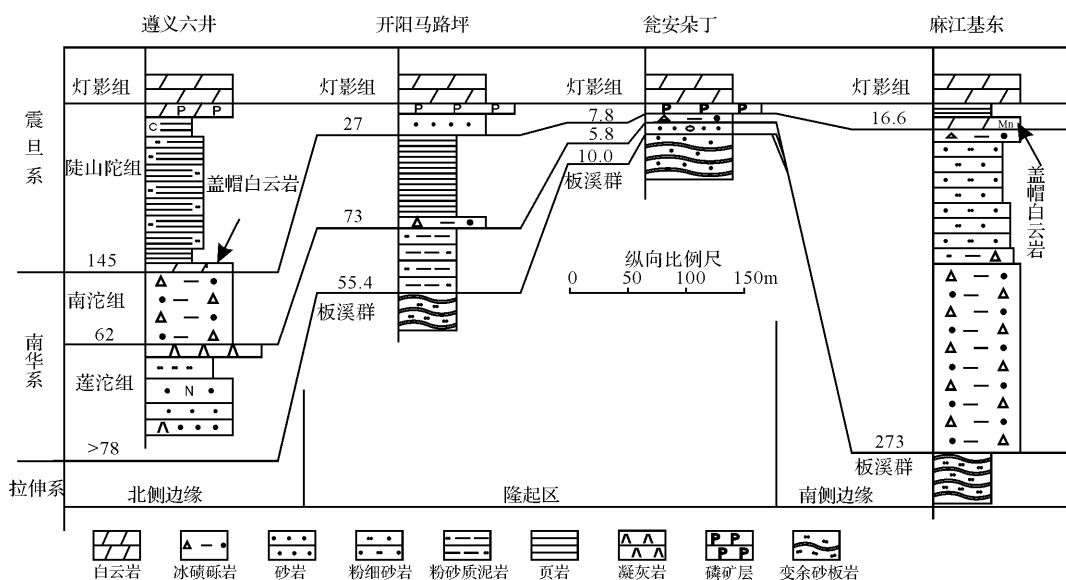 遵义六井
开阳马路坪
瓮安朵丁
麻江基东
灯影组
灯影组
灯影组
灯影组
P P
P P P
P P P
C
Mn
27
7.8
5.8
10.0
板溪群
16.6
震旦系
陡山陀组
盖帽白云岩
盖帽白云岩
纵向比例尺
0 50 100 150m
73
145
55.4
板溪群
南沱组
62
南华系
莲沱组
N
>78
273
板溪群
拉伸系
北侧边缘
隆起区
南侧边缘
P P
P P
白云岩
冰碛砾岩
砂岩
粉细砂岩
粉砂质泥岩
页岩
凝灰岩
磷矿层
变余砂板岩